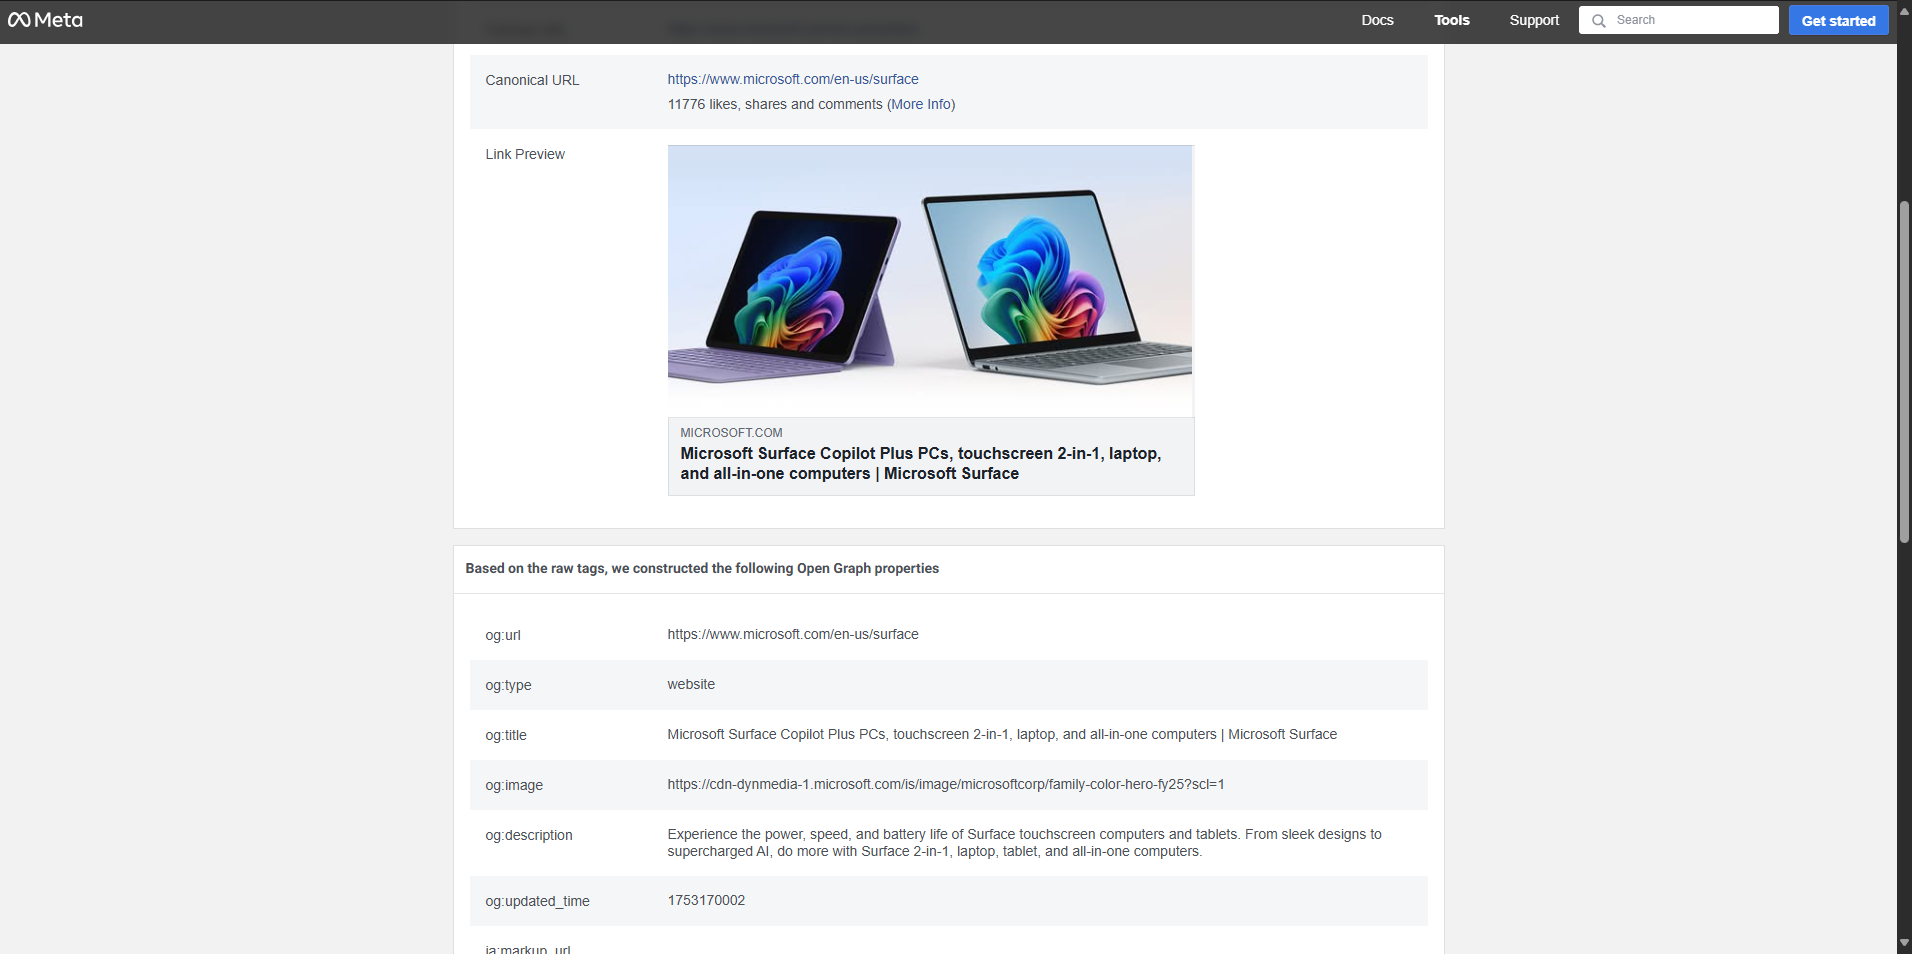 Meta
Docs
Tools
Support
Search
Get started
Canonical URL
https://www.microsoft.com/en-us/surface
11776 likes, shares and comments (More Info)
Link Preview
MICROSOFT.COM
Microsoft Surface Copilot Plus PCs, touchscreen 2-in-1, laptop,
and all-in-one computers | Microsoft Surface
Based on the raw tags, we constructed the following Open Graph properties
og:url
https://www.microsoft.com/en-us/surface
og:type
website
og:title
Microsoft Surface Copilot Plus PCs, touchscreen 2-in-1, laptop, and all-in-one computers | Microsoft Surface
og:image
https://cdn-dynmedia-1.microsoft.com/is/image/microsoftcorp/family-color-hero-fy25?scl=1
og:description
Experience the power, speed, and battery life of Surface touchscreen computers and tablets. From sleek designs to
supercharged AI, do more with Surface 2-in-1, laptop, tablet, and all-in-one computers.
og:updated_time
1753170002
ia:markup_url